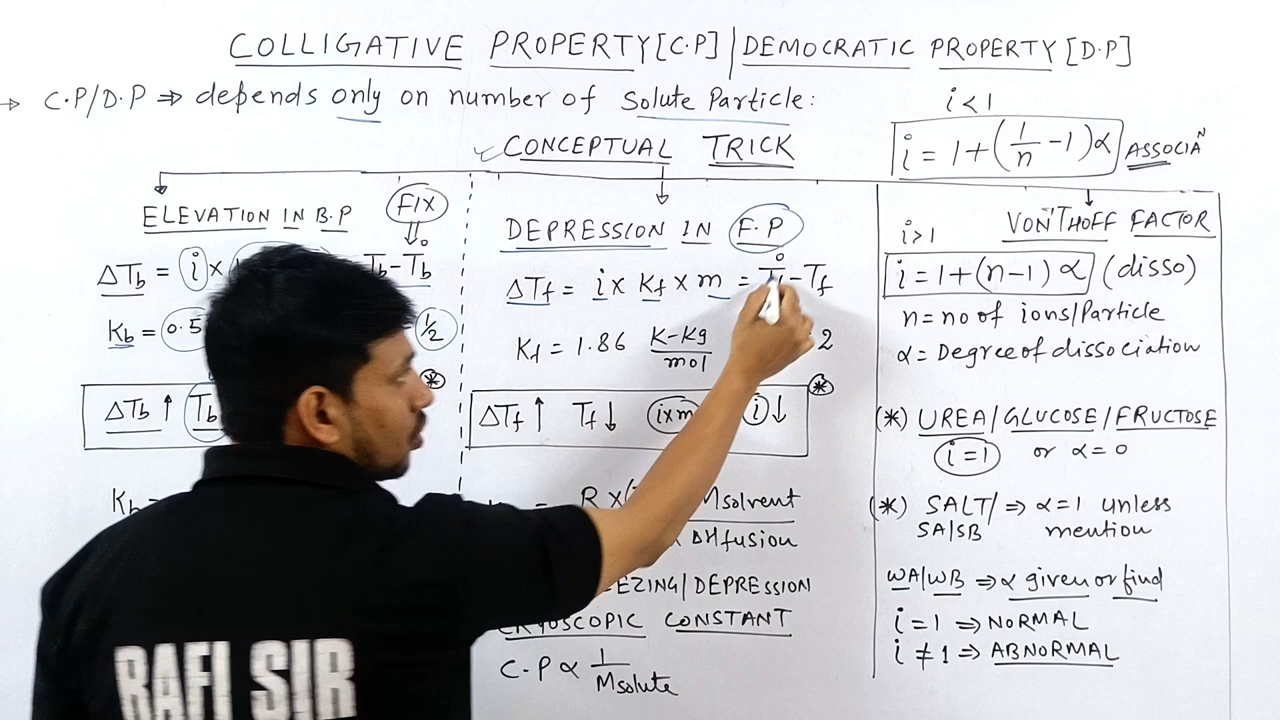 COLLIGATIVE PROPERTY [C.P] | DEMOCRATIC PROPERTY [D.P]
→ C.P/D.P ⇒ depends only on number of Solute Particle:
CONCEPTUAL TRICK
i < 1
i = 1+(1/n -1)α ASSOCIAᴺ
ELEVATION IN B.P
FIX
ΔTb = i × Tb - T°b
Kb = 0.5 1/2
ΔTb ↑ Tb *
Kb =
DEPRESSION IN F.P
ΔTf = i × Kf × m = - Tf
Kf = 1.86 K-Kg/mol 2
ΔTf ↑ Tf ↓ i×m i ↓ *
= R × Msolvent
ΔHfusion
EZING/DEPRESSION
CRYOSCOPIC CONSTANT
C.P ∝ 1/Msolute
VON'THOFF FACTOR
i > 1
i = 1+(n-1) α (disso)
n = no of ions/Particle
α = Degree of dissociation
(*) UREA/GLUCOSE/FRUCTOSE
i=1 or α=0
(*) SALT/ ⇒ α=1 unless
SA/SB mention
WA/WB ⇒ α given or find
i = 1 ⇒ NORMAL
i ≠ 1 ⇒ ABNORMAL
RAFI SIR